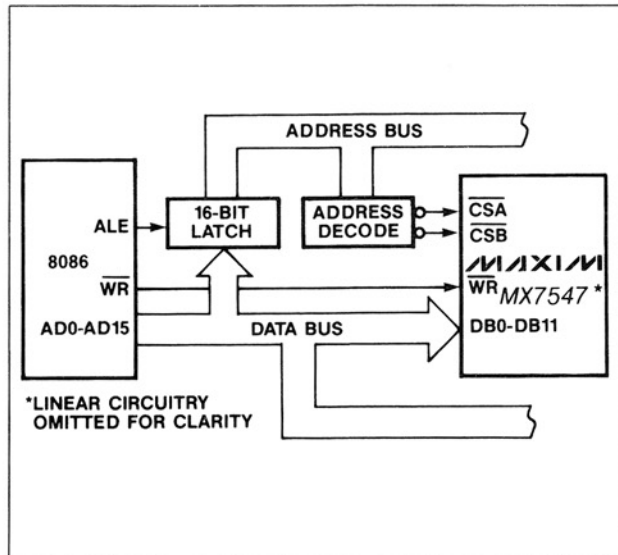 ADDRESS BUS
ALE
16-BIT
LATCH
ADDRESS
DECODE
CSA
CSB
8086
MAXIM
WR
WR
MX7547 *
AD0-AD15
DATA BUS
DB0-DB11
*LINEAR CIRCUITRY
OMITTED FOR CLARITY